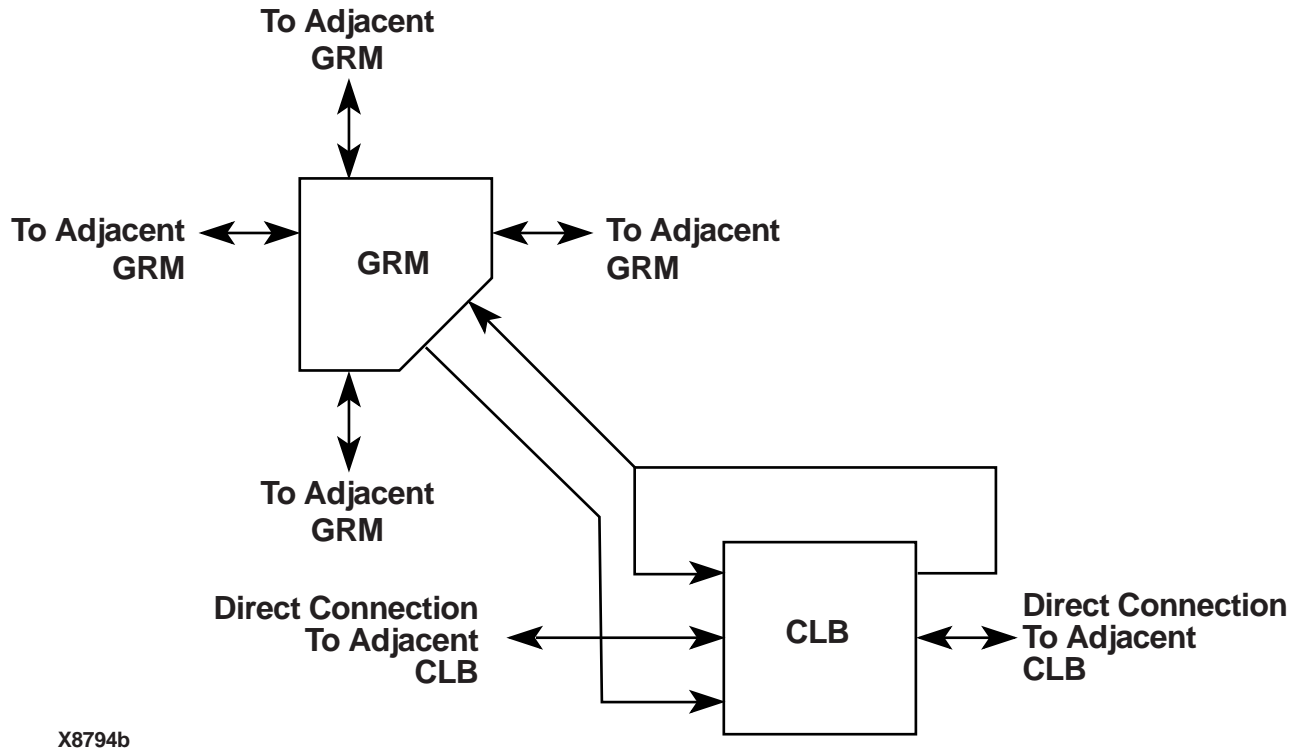 To Adjacent
GRM
To Adjacent
GRM
GRM
To Adjacent
GRM
To Adjacent
GRM
Direct Connection
To Adjacent
CLB
CLB
Direct Connection
To Adjacent
CLB
X8794b